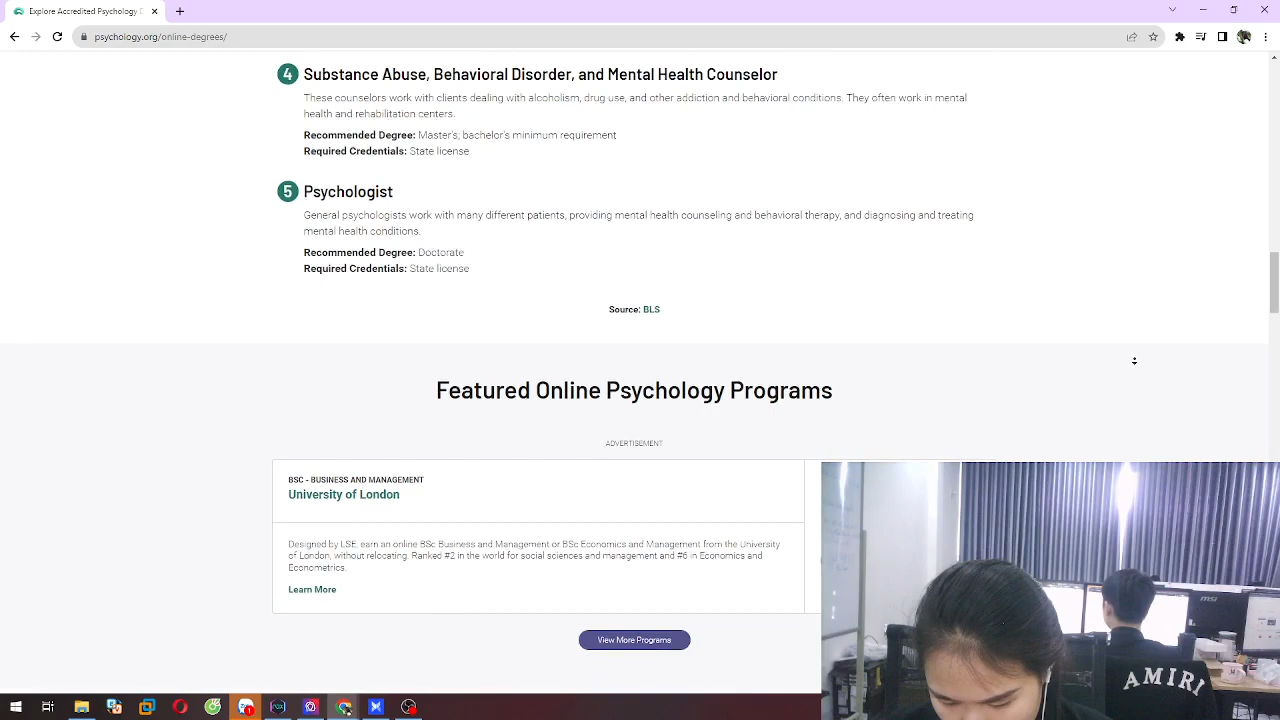 Explore Accredited Psychology D
psychology.org/online-degrees/
4 Substance Abuse, Behavioral Disorder, and Mental Health Counselor
These counselors work with clients dealing with alcoholism, drug use, and other addiction and behavioral conditions. They often work in mental
health and rehabilitation centers.
Recommended Degree: Master's; bachelor's minimum requirement
Required Credentials: State license
5 Psychologist
General psychologists work with many different patients, providing mental health counseling and behavioral therapy, and diagnosing and treating
mental health conditions.
Recommended Degree: Doctorate
Required Credentials: State license
Source: BLS
Featured Online Psychology Programs
ADVERTISEMENT
BSC - BUSINESS AND MANAGEMENT
University of London
Designed by LSE, earn an online BSc Business and Management or BSc Economics and Management from the University
of London, without relocating. Ranked #2 in the world for social sciences and management and #6 in Economics and
Econometrics.
Learn More
View More Programs
msi
AMIRI